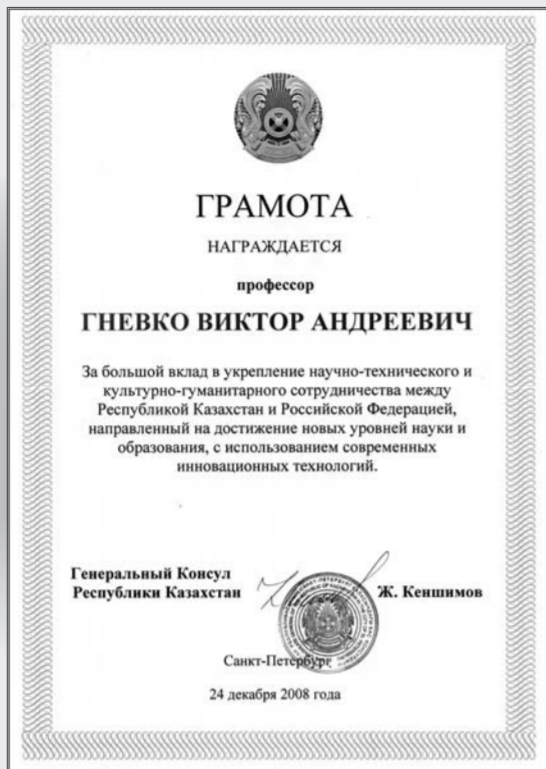 ГРАМОТА
НАГРАЖДАЕТСЯ
профессор
ГНЕВКО ВИКТОР АНДРЕЕВИЧ
За большой вклад в укрепление научно-технического и
культурно-гуманитарного сотрудничества между
Республикой Казахстан и Российской Федерацией,
направленный на достижение новых уровней науки и
образования, с использованием современных
инновационных технологий.
Генеральный Консул
Республики Казахстан
Ж. Кеншимов
Санкт-Петербург
24 декабря 2008 года